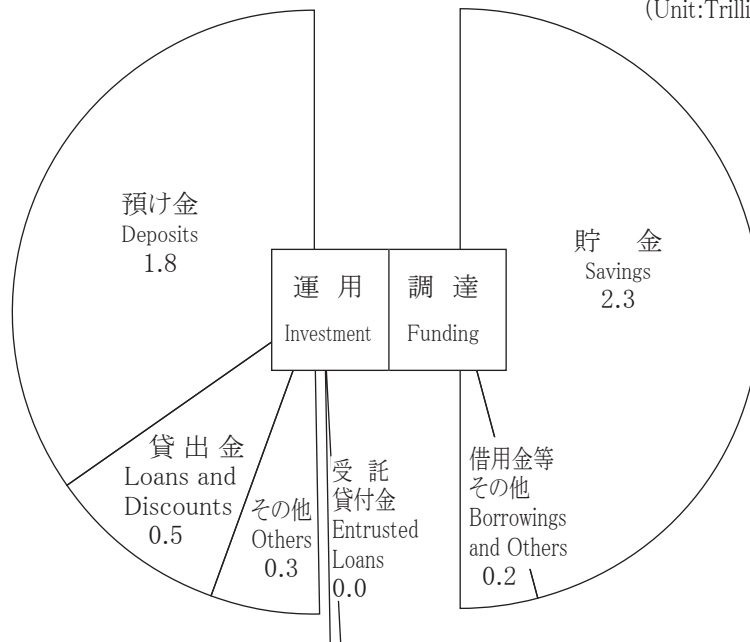 (Unit:Trilli
預け金
Deposits
1.8
貯 金
Savings
2.3
運 用
Investment
調 達
Funding
貸出金
Loans and
Discounts
0.5
その他
Others
0.3
受 託
貸付金
Entrusted
Loans
0.0
借用金等
その他
Borrowings
and Others
0.2